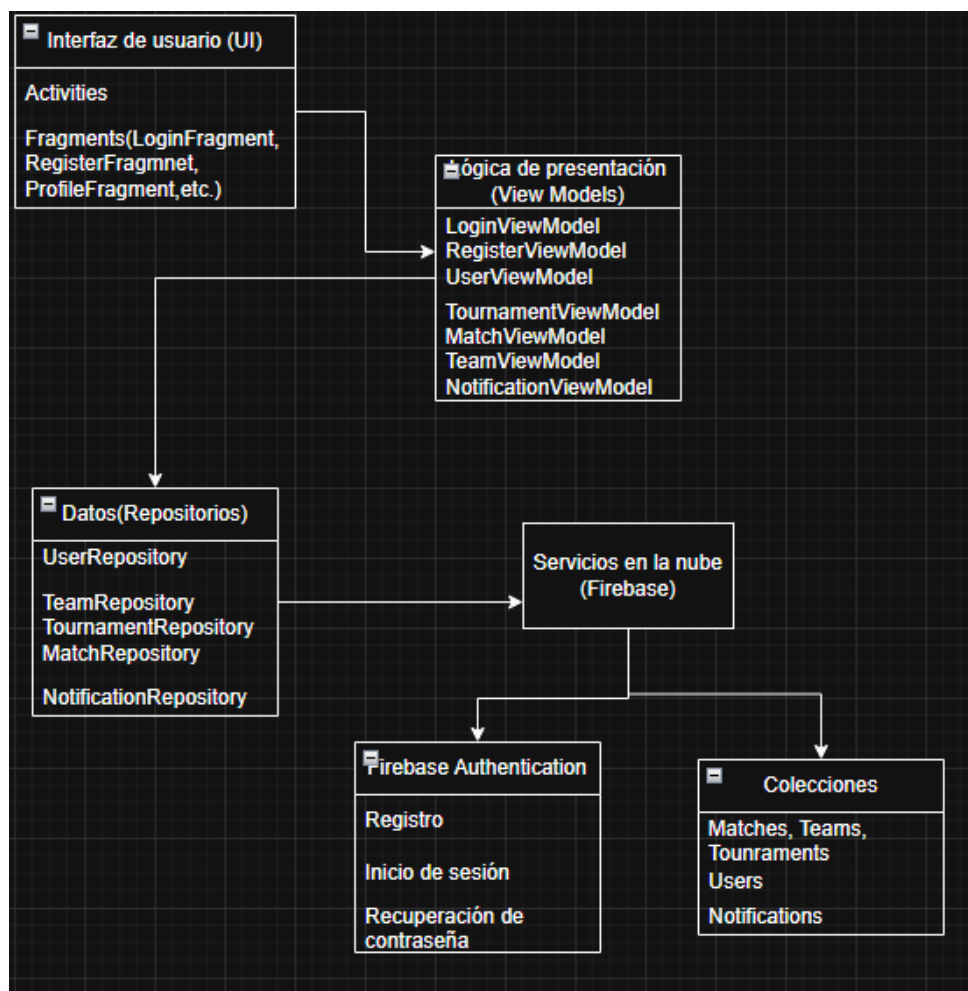 Interfaz de usuario (UI)
Activities
Fragments(LoginFragment,
RegisterFragmnet,
ProfileFragment,etc.)
Lógica de presentación
(View Models)
LoginViewModel
RegisterViewModel
UserViewModel
TournamentViewModel
MatchViewModel
TeamViewModel
NotificationViewModel
Datos(Repositorios)
UserRepository
TeamRepository
TournamentRepository
MatchRepository
NotificationRepository
Servicios en la nube
(Firebase)
Firebase Authentication
Registro
Inicio de sesión
Recuperación de
contraseña
Colecciones
Matches, Teams,
Tounraments
Users
Notifications